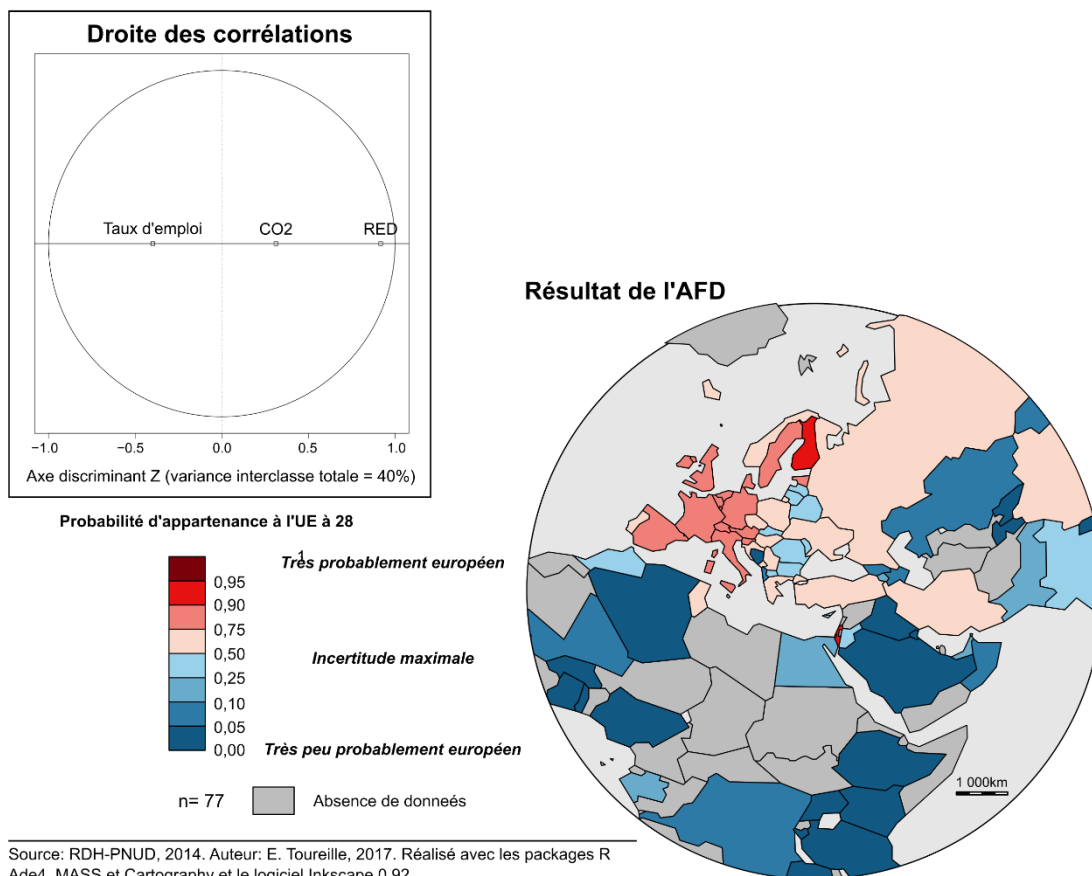 Droite des corrélations
Taux d'emploi
CO2
RED
−1.0
−0.5
0.0
0.5
1.0
Axe discriminant Z (variance interclasse totale = 40%)
Résultat de l'AFD
Probabilité d'appartenance à l'UE à 28
1
Très probablement européen
0,95
0,90
0,75
Incertitude maximale
0,50
0,25
0,10
0,05
0,00
Très peu probablement européen
n= 77
Absence de donneés
1 000km
Source: RDH-PNUD, 2014. Auteur: E. Toureille, 2017. Réalisé avec les packages R
Ade4, MASS et Cartography et le logiciel Inkscape 0.92